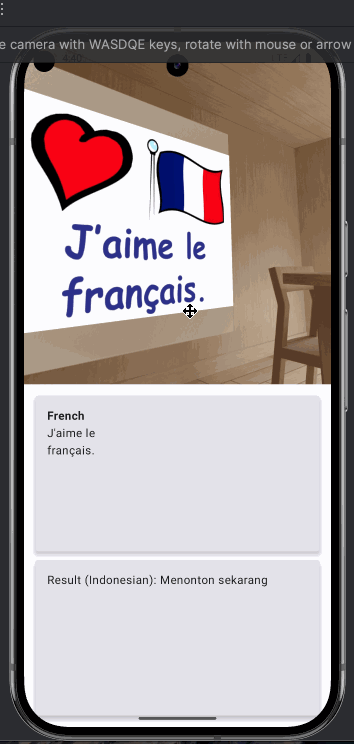 e camera with WASDQE keys, rotate with mouse or arrow
J'aime le
français.
French
J'aime le
français.
Result (Indonesian): Menonton sekarang